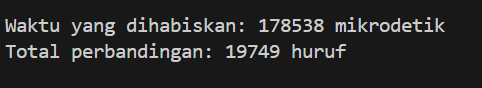 Waktu yang dihabiskan: 178538 mikrodetik
Total perbandingan: 19749 huruf